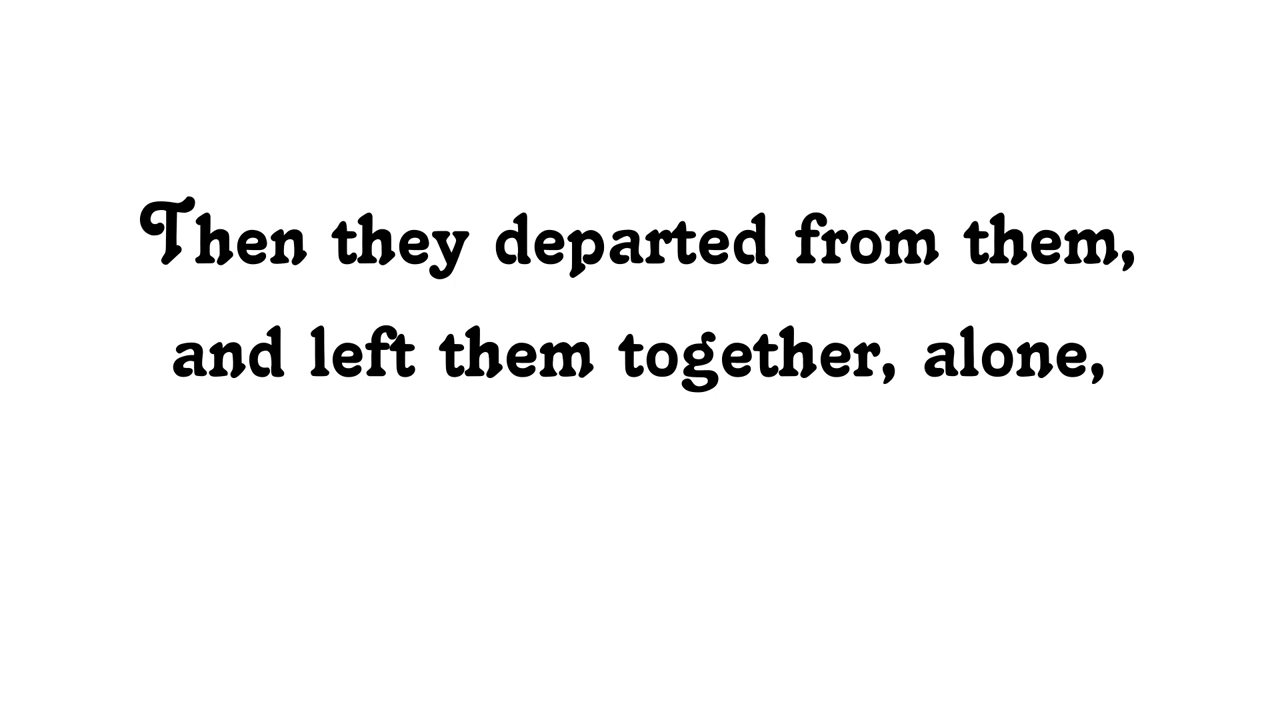 Then they departed from them,
and left them together, alone,